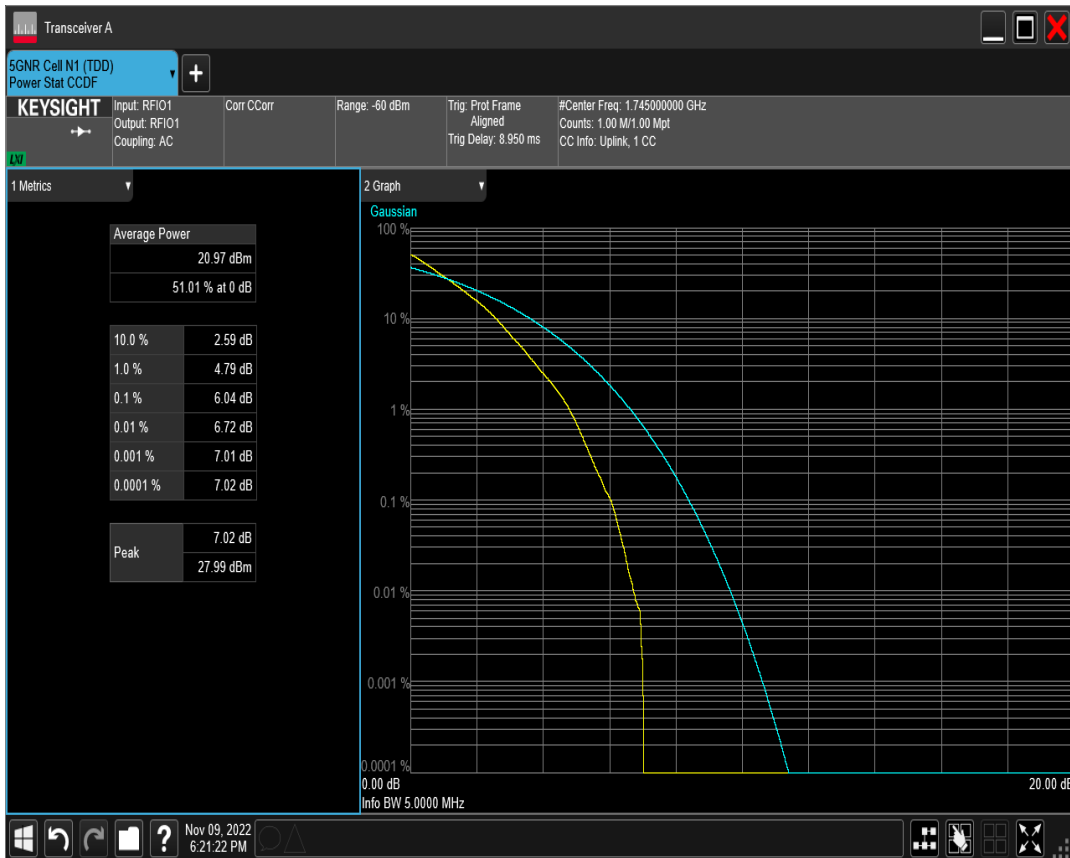 Transceiver A
5GNR Cell N1 (TDD)
Power Stat CCDF
+
KEYSIGHT
LXI
Input: RFIO1
Output: RFIO1
Coupling: AC
Corr CCorr
Range: -60 dBm
Trig: Prot Frame
Aligned
Trig Delay: 8.950 ms
#Center Freq: 1.745000000 GHz
Counts: 1.00 M/1.00 Mpt
CC Info: Uplink, 1 CC
1 Metrics
Average Power
20.97 dBm
51.01 % at 0 dB
10.0 % 2.59 dB
1.0 % 4.79 dB
0.1 % 6.04 dB
0.01 % 6.72 dB
0.001 % 7.01 dB
0.0001 % 7.02 dB
Peak 7.02 dB
27.99 dBm
2 Graph
Gaussian
100 %
10 %
1 %
0.1 %
0.01 %
0.001 %
0.0001 %
0.00 dB 20.00 dB
Info BW 5.0000 MHz
?
Nov 09, 2022
6:21:22 PM